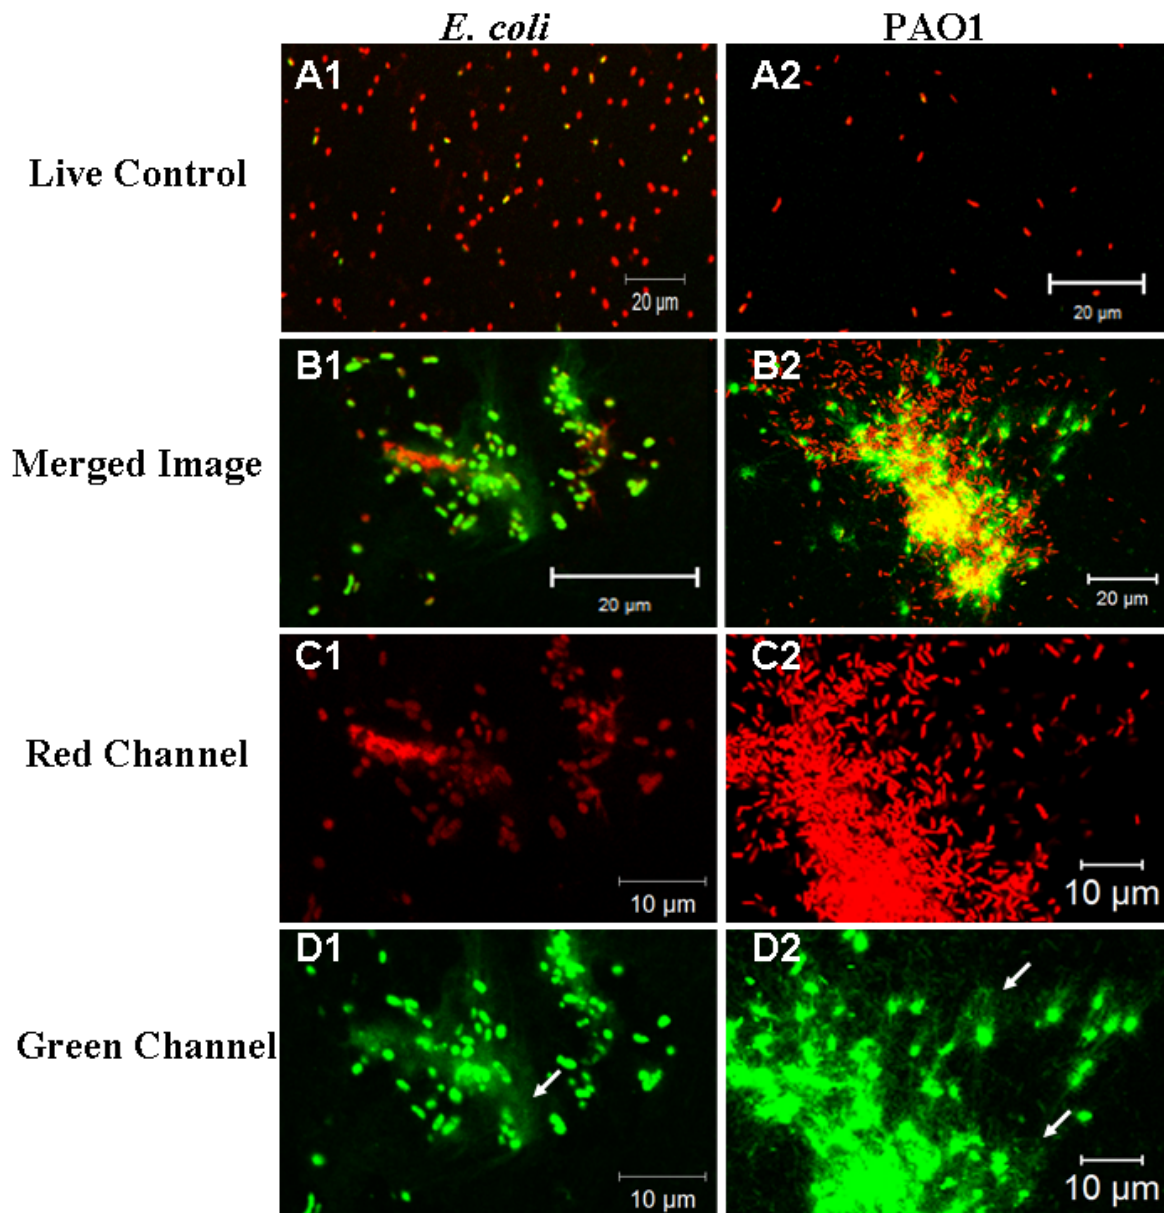 E. coli PAO1
A1 A2
Live Control
20 µm 20 µm
B1 B2
Merged Image
20 µm 20 µm
C1 C2
Red Channel
10 µm 10 µm
D1 D2
Green Channel
10 µm 10 µm